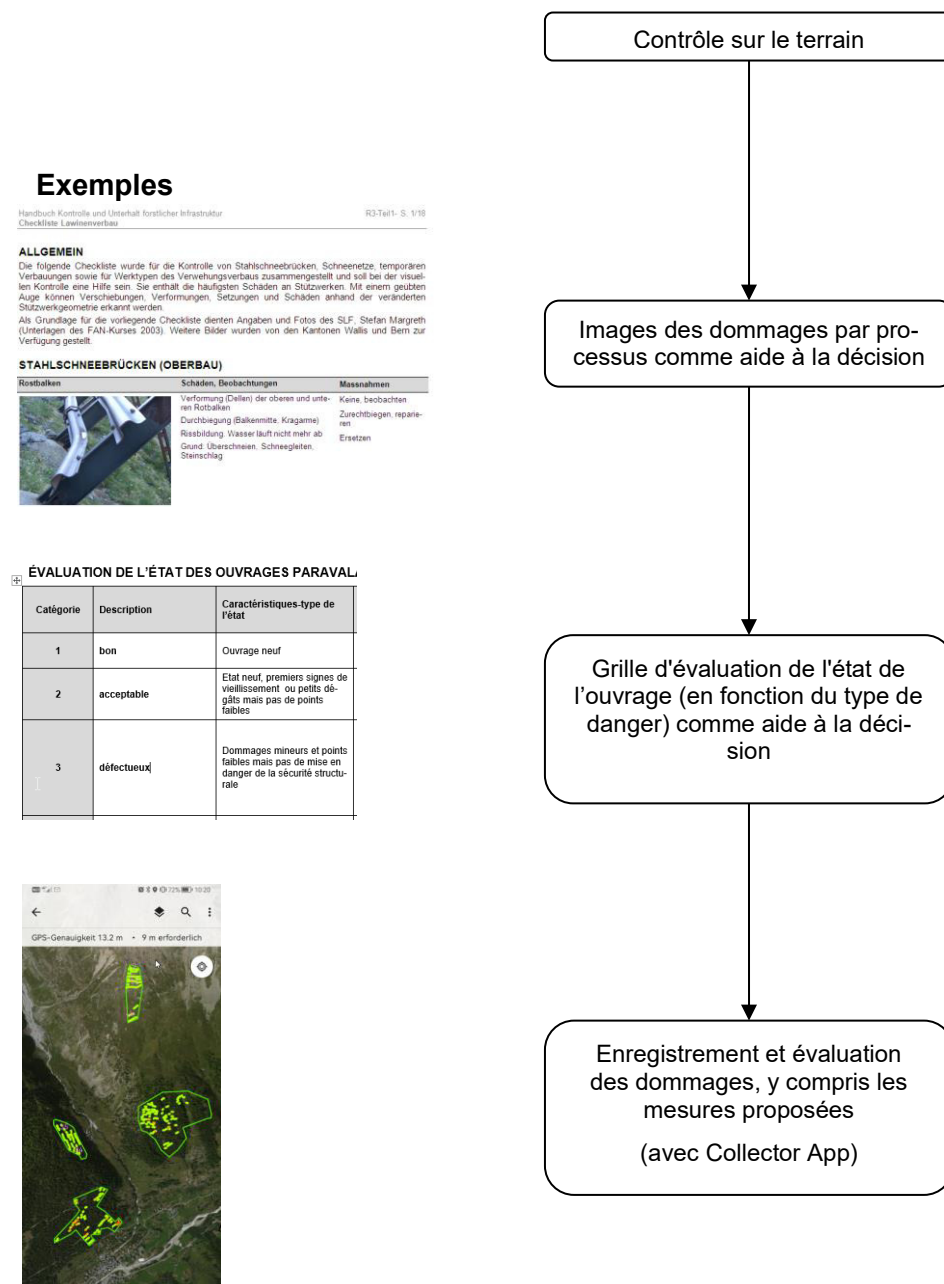 Contrôle sur le terrain
Exemples
Handbuch Kontrolle und Unterhalt forstlicher Infrastruktur
R3-Teil1- S. 1/18
Checkliste Lawinenverbau
ALLGEMEIN
Die folgende Checkliste wurde für die Kontrolle von Stahlschneebrücken, Schneenetze, temporären
Verbauungen sowie für Werktypen des Verwehungsverbaus zusammengestellt und soll bei der visuel-
len Kontrolle eine Hilfe sein. Sie enthält die häufigsten Schäden an Stützwerken. Mit einem geübten
Auge können Verschiebungen, Verformungen, Setzungen und Schäden anhand der veränderten
Stützwerkgeometrie erkannt werden.
Als Grundlage für die vorliegende Checkliste dienten Angaben und Fotos des SLF, Stefan Margreth
(Unterlagen des FAN-Kurses 2003). Weitere Bilder wurden von den Kantonen Wallis und Bern zur
Verfügung gestellt.
Images des dommages par pro-
cessus comme aide à la décision
STAHLSCHNEEBRÜCKEN (OBERBAU)
Rostbalken
Schäden, Beobachtungen
Massnahmen
Verformung (Dellen) der oberen und unte-
ren Rotbalken
Durchbiegung (Balkenmitte, Kragarme)
Rissbildung. Wasser läuft nicht mehr ab
Grund: Überschneien, Schneegleiten,
Steinschlag
Keine, beobachten
Zurechtbiegen, reparie-
ren
Ersetzen
ÉVALUATION DE L'ÉTAT DES OUVRAGES PARAVAL
Catégorie
Description
Caractéristiques-type de
l'état
1
bon
Ouvrage neuf
2
acceptable
Etat neuf, premiers signes de
vieillissement ou petits dé-
gâts mais pas de points
faibles
3
défectueux
Dommages mineurs et points
faibles mais pas de mise en
danger de la sécurité structu-
rale
Grille d'évaluation de l'état de
l'ouvrage (en fonction du type de
danger) comme aide à la déci-
sion
72% 10:20
GPS-Genauigkeit 13.2 m • 9 m erforderlich
Enregistrement et évaluation
des dommages, y compris les
mesures proposées
(avec Collector App)